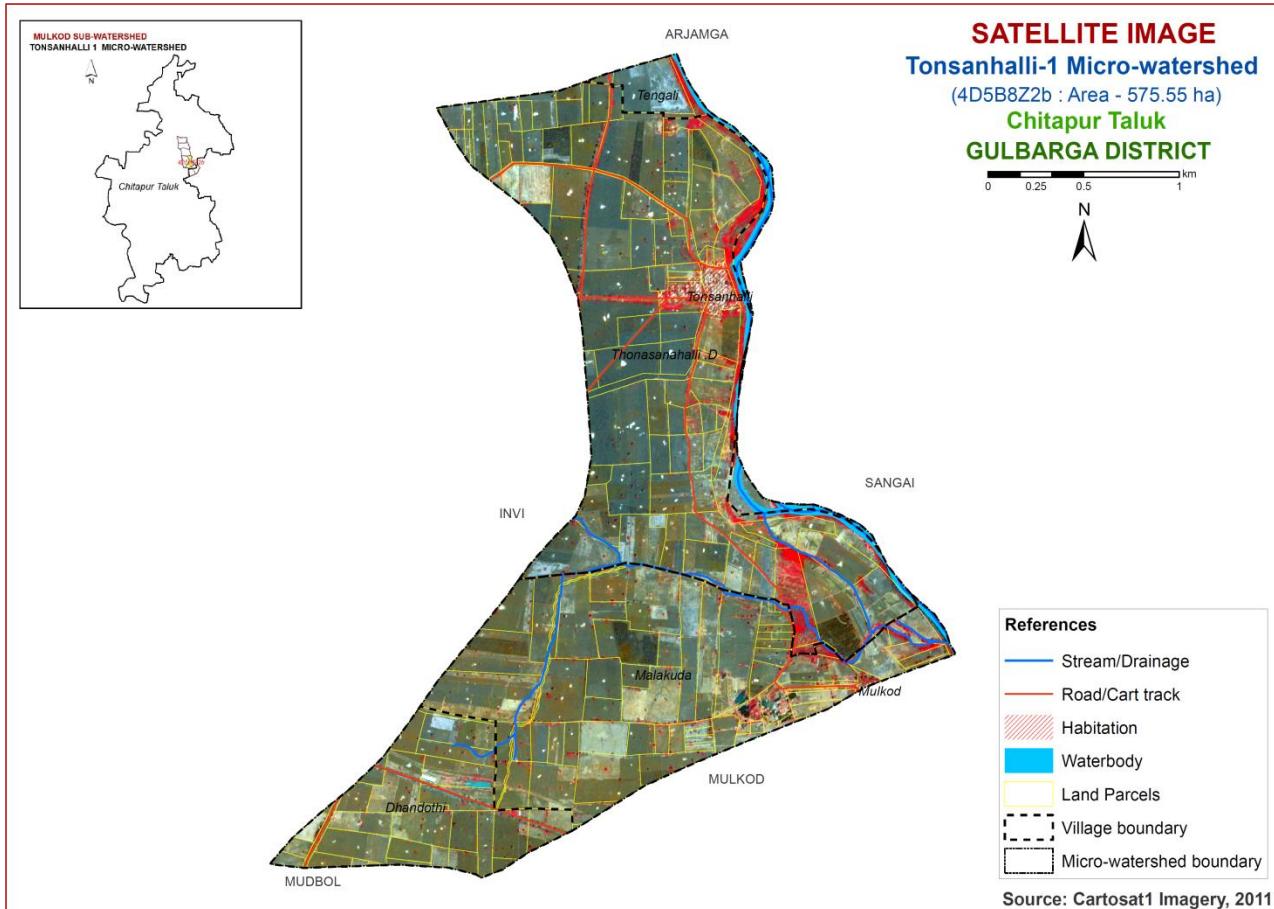 MULKOD SUB-WATERSHED
TONSANHALLI 1 MICRO-WATERSHED
N
Chitapur Taluk
SATELLITE IMAGE
Tonsanhalli-1 Micro-watershed
(4D5B8Z2b : Area - 575.55 ha)
Chitapur Taluk
GULBARGA DISTRICT
km
0 0.25 0.5 1
N
ARJAMGA
Tengali
Tonsanhalli
Thonasanahalli .D
SANGAI
INVI
Malakuda
Mulkod
MULKOD
Dhandothi
MUDBOL
References
Stream/Drainage
Road/Cart track
Habitation
Waterbody
Land Parcels
Village boundary
Micro-watershed boundary
Source: Cartosat1 Imagery, 2011